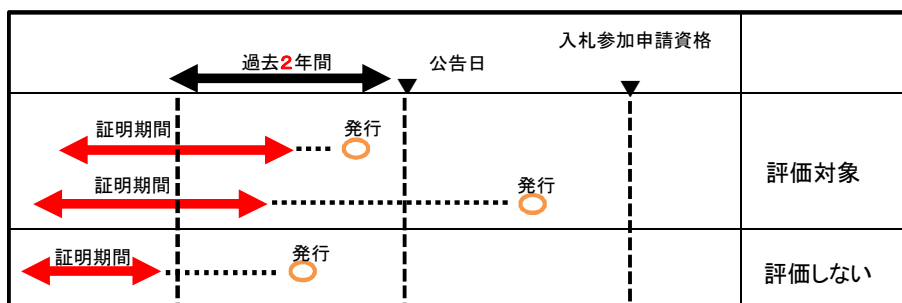 入札参加申請資格
過去2年間
公告日
証明期間
発行
証明期間
発行
評価対象
証明期間
発行
評価しない